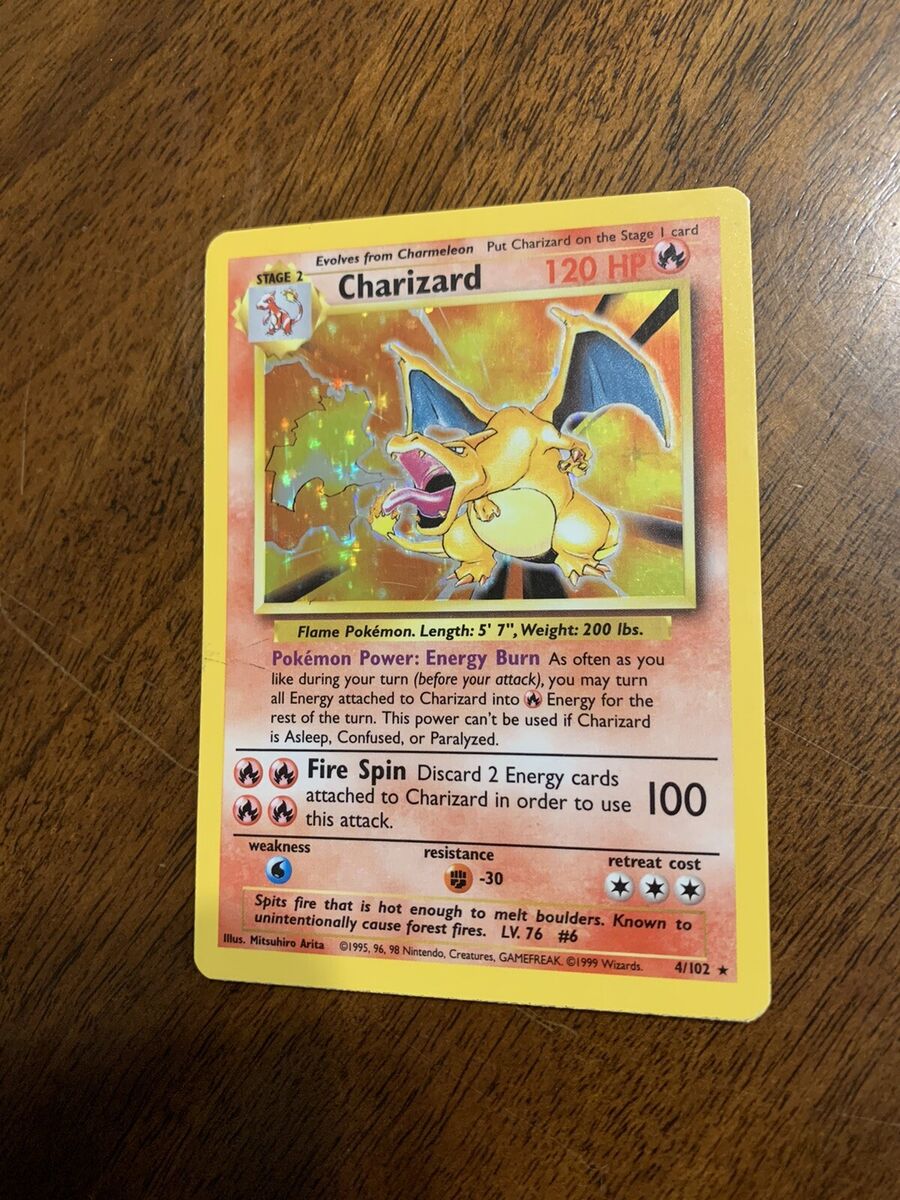 Evolves from Charmeleon Put Charizard on the Stage 1 card
STAGE 2
Charizard 120 HP
Flame Pokémon. Length: 5' 7", Weight: 200 lbs.
Pokémon Power: Energy Burn As often as you
like during your turn (before your attack), you may turn
all Energy attached to Charizard into Energy for the
rest of the turn. This power can't be used if Charizard
is Asleep, Confused, or Paralyzed.
Fire Spin Discard 2 Energy cards
attached to Charizard in order to use 100
this attack.
weakness resistance retreat cost
-30
Spits fire that is hot enough to melt boulders. Known to
unintentionally cause forest fires. LV. 76 #6
Illus. Mitsuhiro Arita ©1995, 96, 98 Nintendo, Creatures, GAMEFREAK. ©1999 Wizards. 4/102 ★